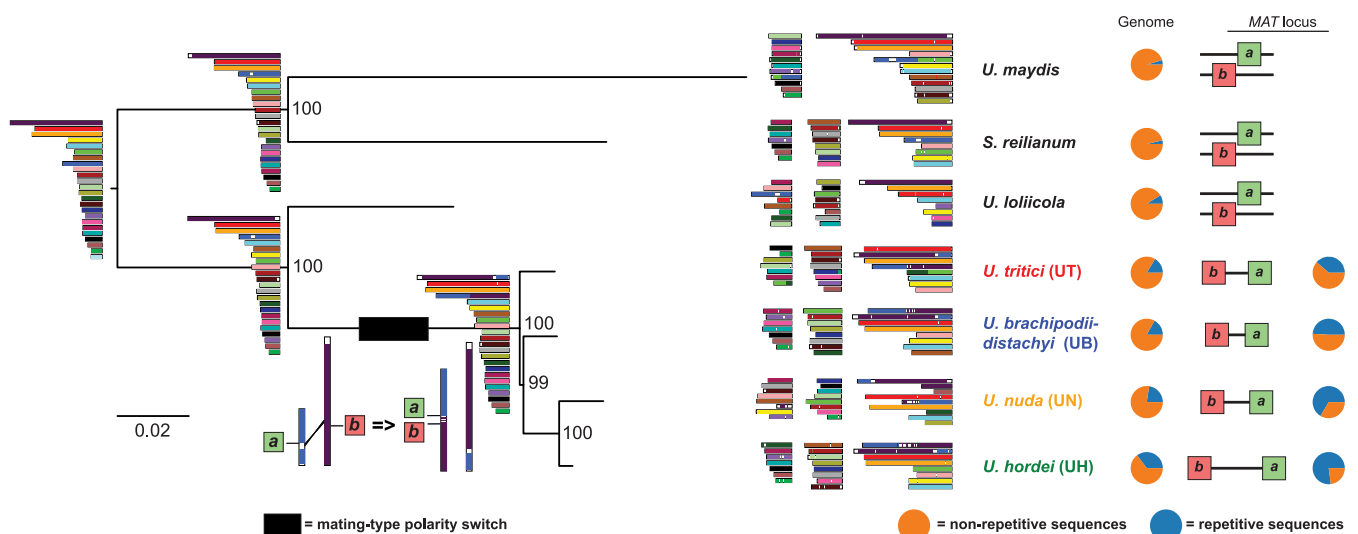 Genome
MAT locus
100
U. maydis
a
b
S. reilianum
a
b
U. loliicola
a
b
100
U. tritici (UT)
b
a
100
U. brachipodii-
distachyi (UB)
b
a
99
U. nuda (UN)
b
a
0.02
100
a
b
=>
a
b
U. hordei (UH)
b
a
= mating-type polarity switch
= non-repetitive sequences
= repetitive sequences